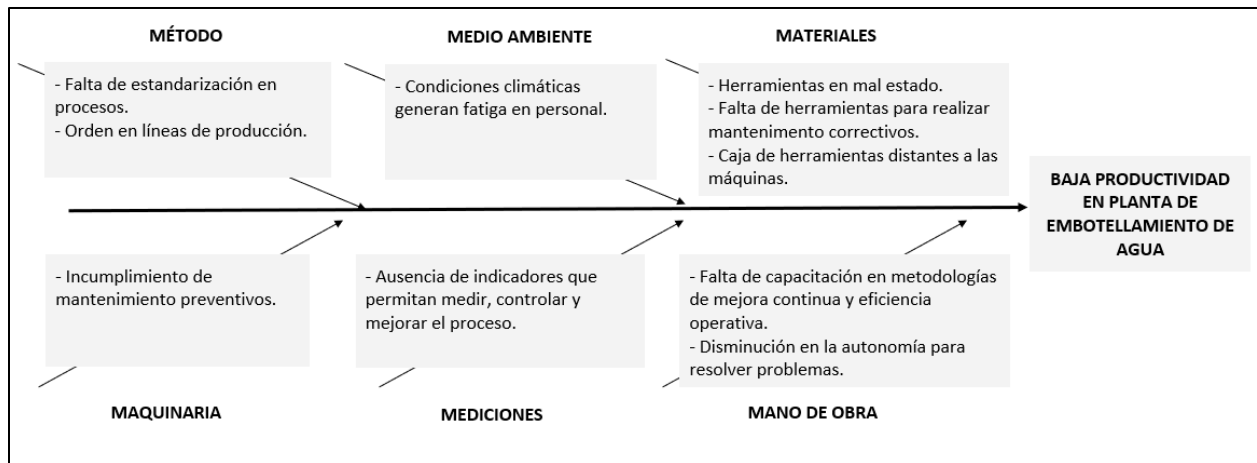 MÉTODO
- Falta de estandarización en
procesos.
- Orden en líneas de producción.
MEDIO AMBIENTE
- Condiciones climáticas
generan fatiga en personal.
MATERIALES
- Herramientas en mal estado.
- Falta de herramientas para realizar
mantenimento correctivos.
- Caja de herramientas distantes a las
máquinas.
BAJA PRODUCTIVIDAD
EN PLANTA DE
EMBOTELLAMIENTO DE
AGUA
- Incumplimiento de
mantenimiento preventivos.
MAQUINARIA
- Ausencia de indicadores que
permitan medir, controlar y
mejorar el proceso.
MEDICIONES
- Falta de capacitación en metodologías
de mejora continua y eficiencia
operativa.
- Disminución en la autonomía para
resolver problemas.
MANO DE OBRA